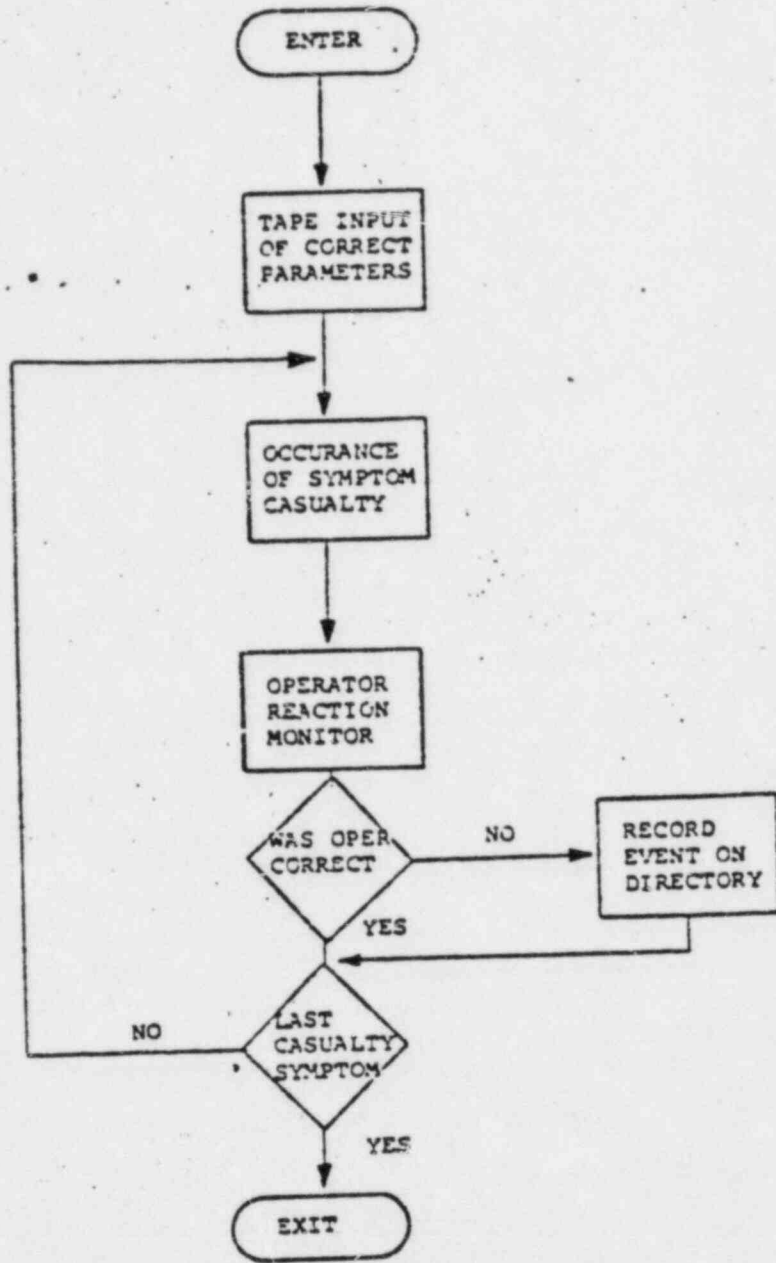 ENTER
TAPE INPUT
OF CORRECT
PARAMETERS
OCCURANCE
OF SYMPTOM
CASUALTY
OPERATOR
REACTION
MONITOR
WAS OPER
CORRECT
NO
RECORD
EVENT ON
DIRECTORY
YES
NO
LAST
CASUALTY
SYMPTOM
YES
EXIT